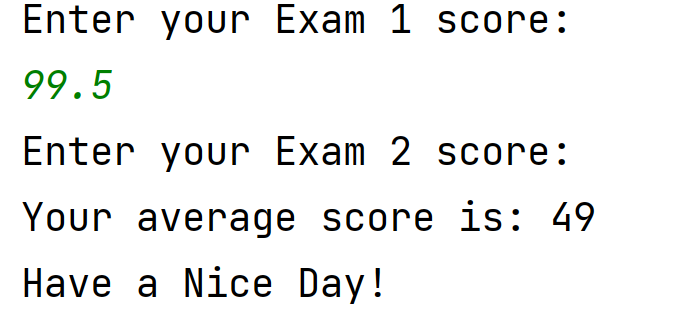 Enter your Exam 1 score:
99.5
Enter your Exam 2 score:
Your average score is: 49
Have a Nice Day!